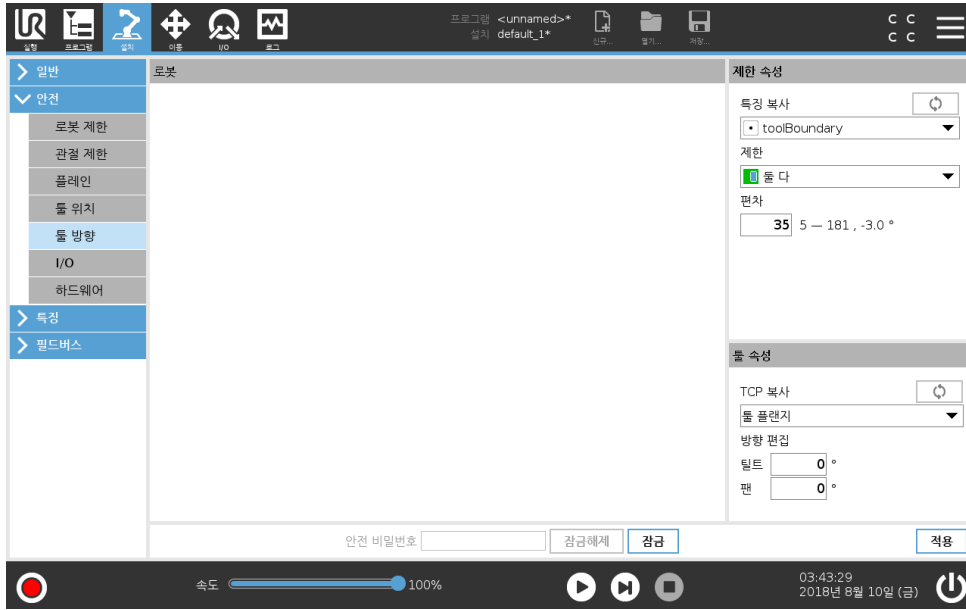 UR
실행
프로그램
설치
이동
I/O
로그
프로그램 <unnamed>*
설치 default_1*
신규...
열기...
저장...
C C
C C
일반
안전
로봇 제한
관절 제한
플레인
툴 위치
툴 방향
I/O
하드웨어
특징
필드버스
로봇
제한 속성
특징 복사
toolBoundary
제한
둘 다
편차
35 5 — 181 , -3.0 °
툴 속성
TCP 복사
툴 플랜지
방향 편집
틸트 0 °
팬 0 °
안전 비밀번호 잠금해제 잠금 적용
속도 100%
03:43:29
2018년 8월 10일 (금)